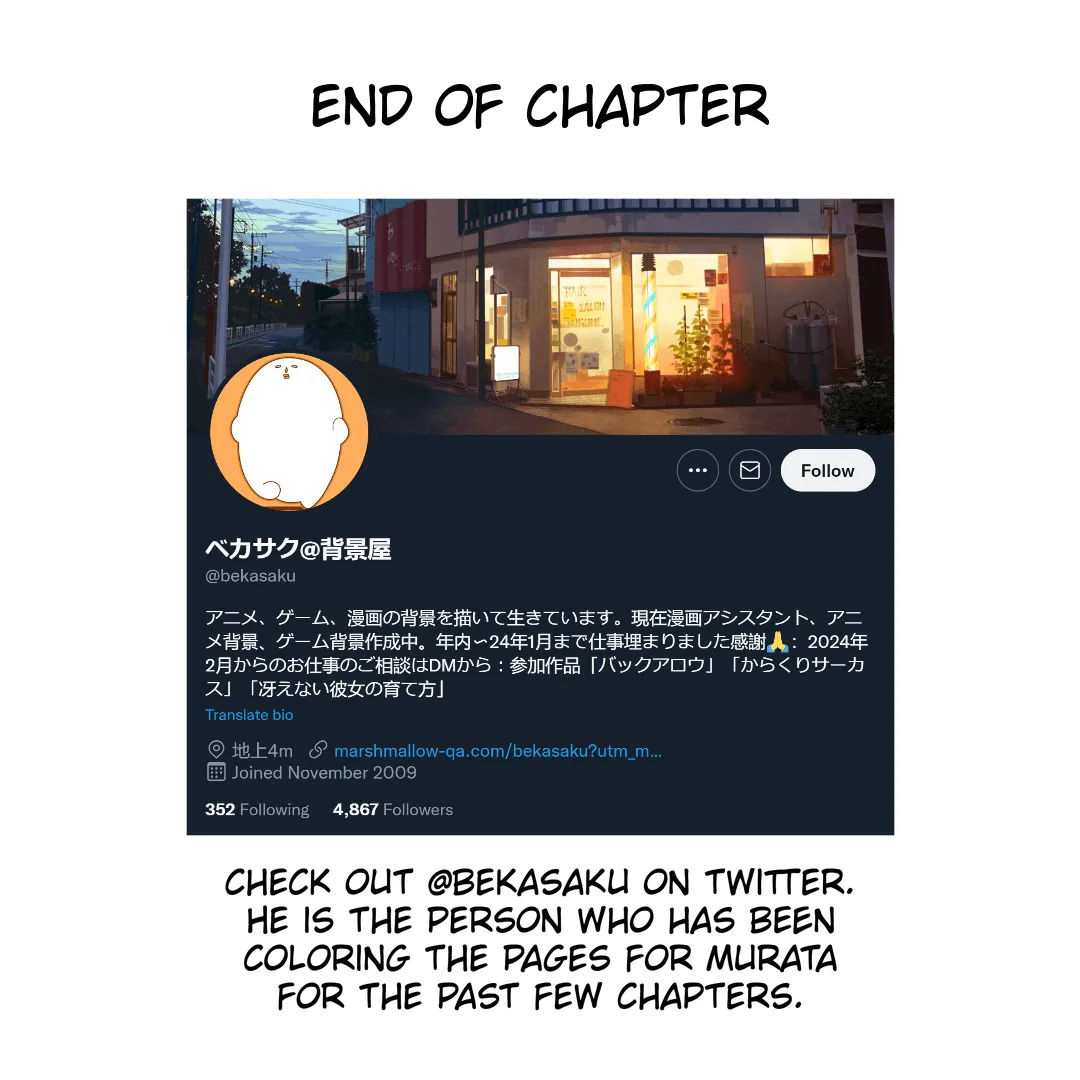 END OF CHAPTER
Follow
ベカサク@背景屋
@bekasaku
アニメ、ゲーム、漫画の背景を描いて生きています。現在漫画アシスタント、アニ
メ背景、ゲーム背景作成中。年内〜24年1月まで仕事埋まりました感謝🙏：2024年
2月からのお仕事のご相談はDMから：参加作品「バックアロウ」「からくりサーカ
ス」「冴えない彼女の育て方」
Translate bio
地上4m marshmallow-qa.com/bekasaku?utm_m...
Joined November 2009
352 Following 4,867 Followers
CHECK OUT @BEKASAKU ON TWITTER.
HE IS THE PERSON WHO HAS BEEN
COLORING THE PAGES FOR MURATA
FOR THE PAST FEW CHAPTERS.